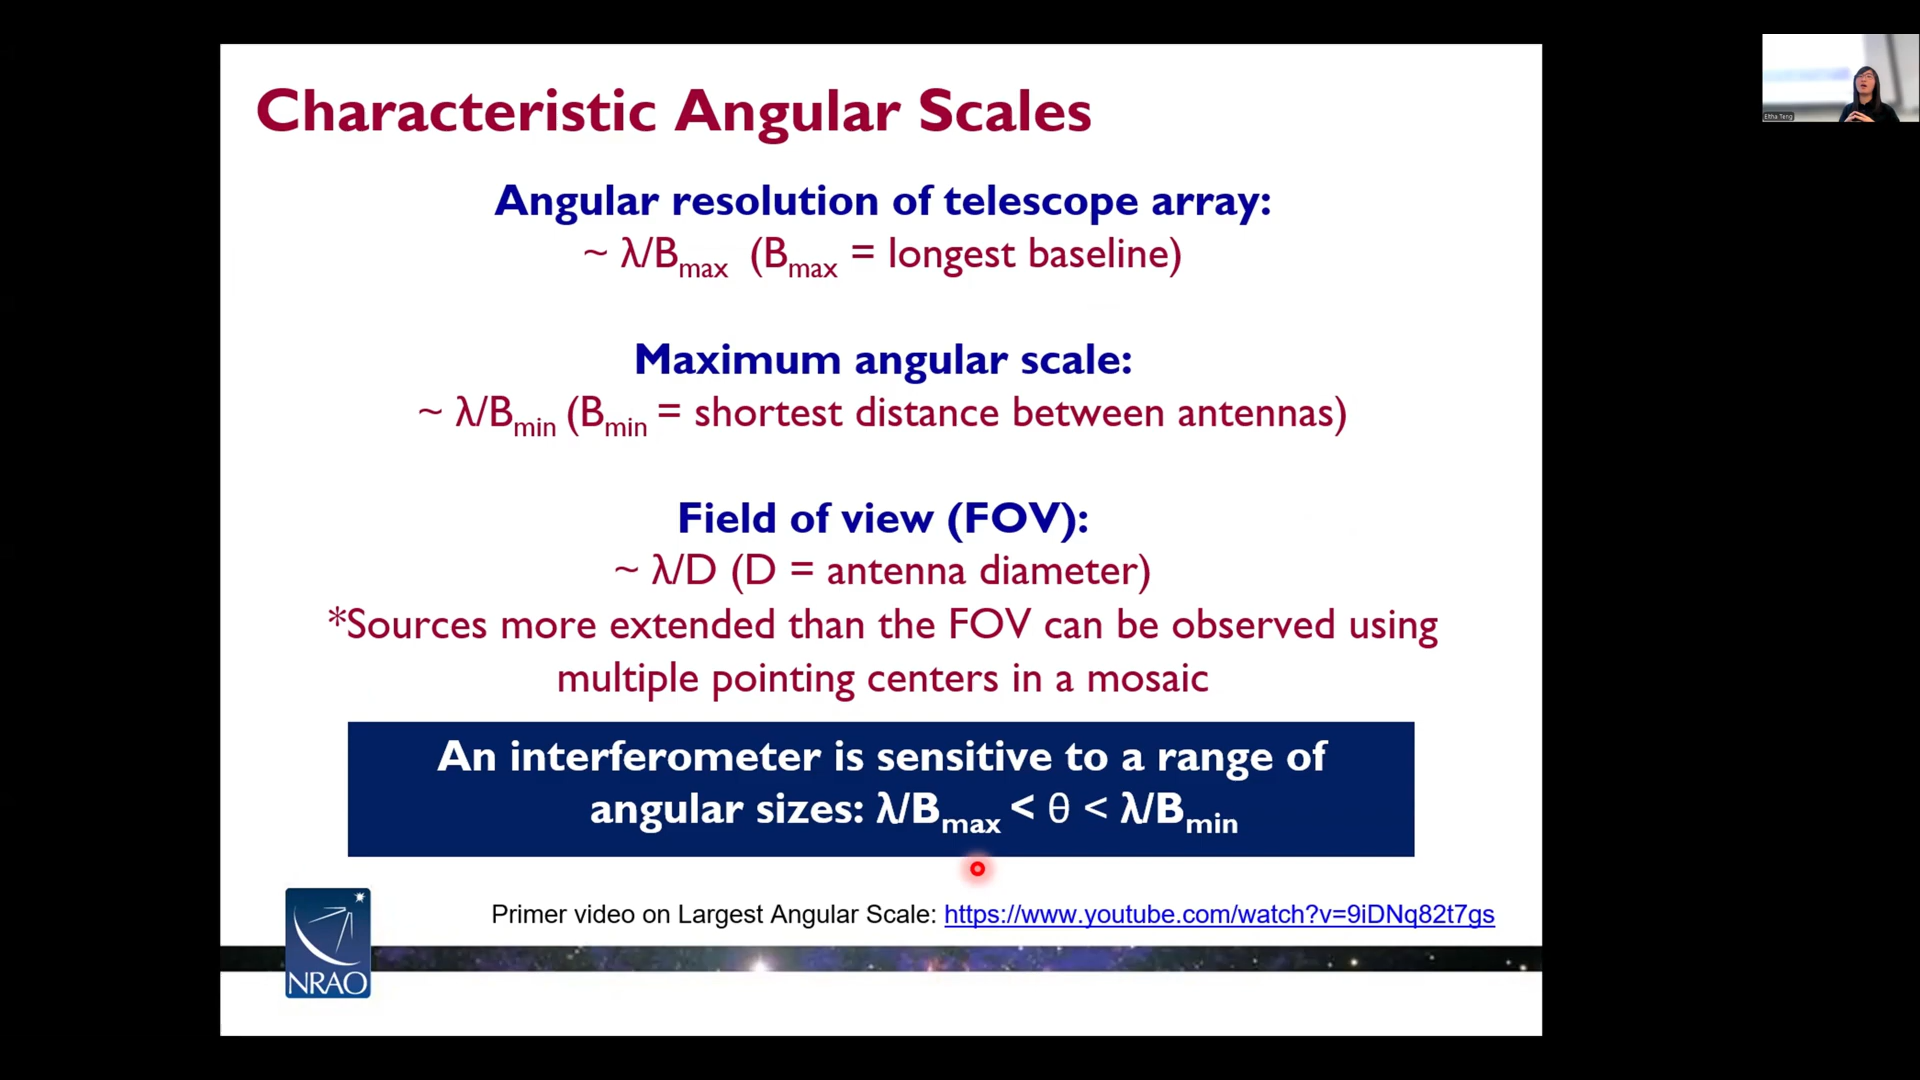 Characteristic Angular Scales
Angular resolution of telescope array:
~ λ/Bmax (Bmax = longest baseline)
Maximum angular scale:
~ λ/Bmin (Bmin = shortest distance between antennas)
Field of view (FOV):
~ λ/D (D = antenna diameter)
*Sources more extended than the FOV can be observed using
multiple pointing centers in a mosaic
An interferometer is sensitive to a range of
angular sizes: λ/Bmax < θ < λ/Bmin
Primer video on Largest Angular Scale: https://www.youtube.com/watch?v=9iDNq82t7gs
NRAO
Eltha Teng